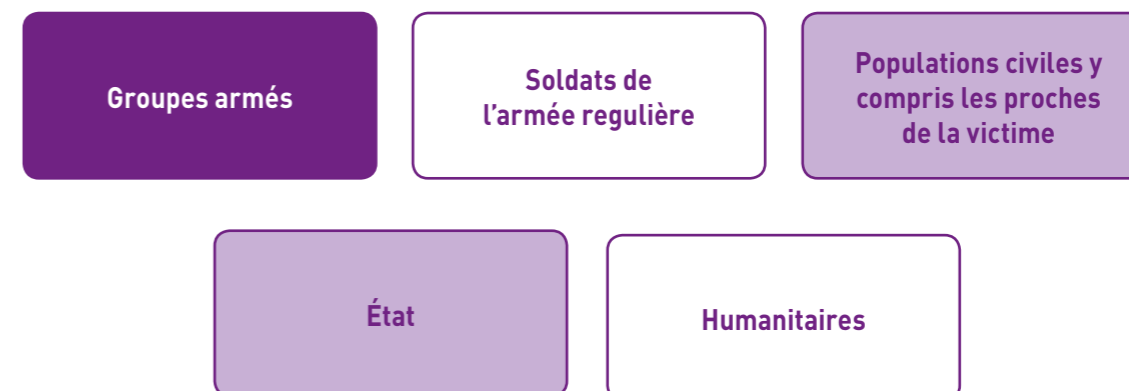 Groupes armés
Soldats de
l'armée regulière
Populations civiles y
compris les proches
de la victime
État
Humanitaires